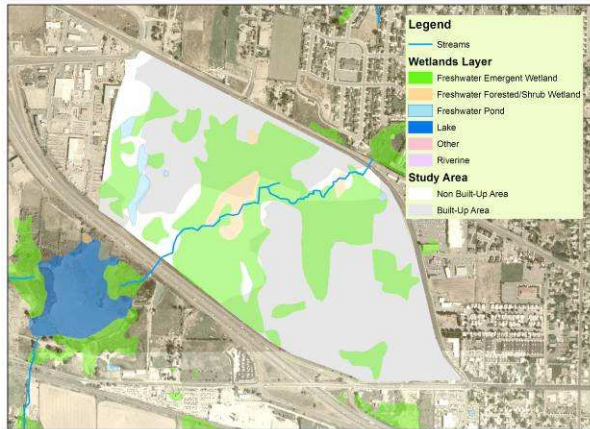 Legend
Streams
Wetlands Layer
Freshwater Emergent Wetland
Freshwater Forested/Shrub Wetland
Freshwater Pond
Lake
Other
Riverine
Study Area
Non Built-Up Area
Built-Up Area